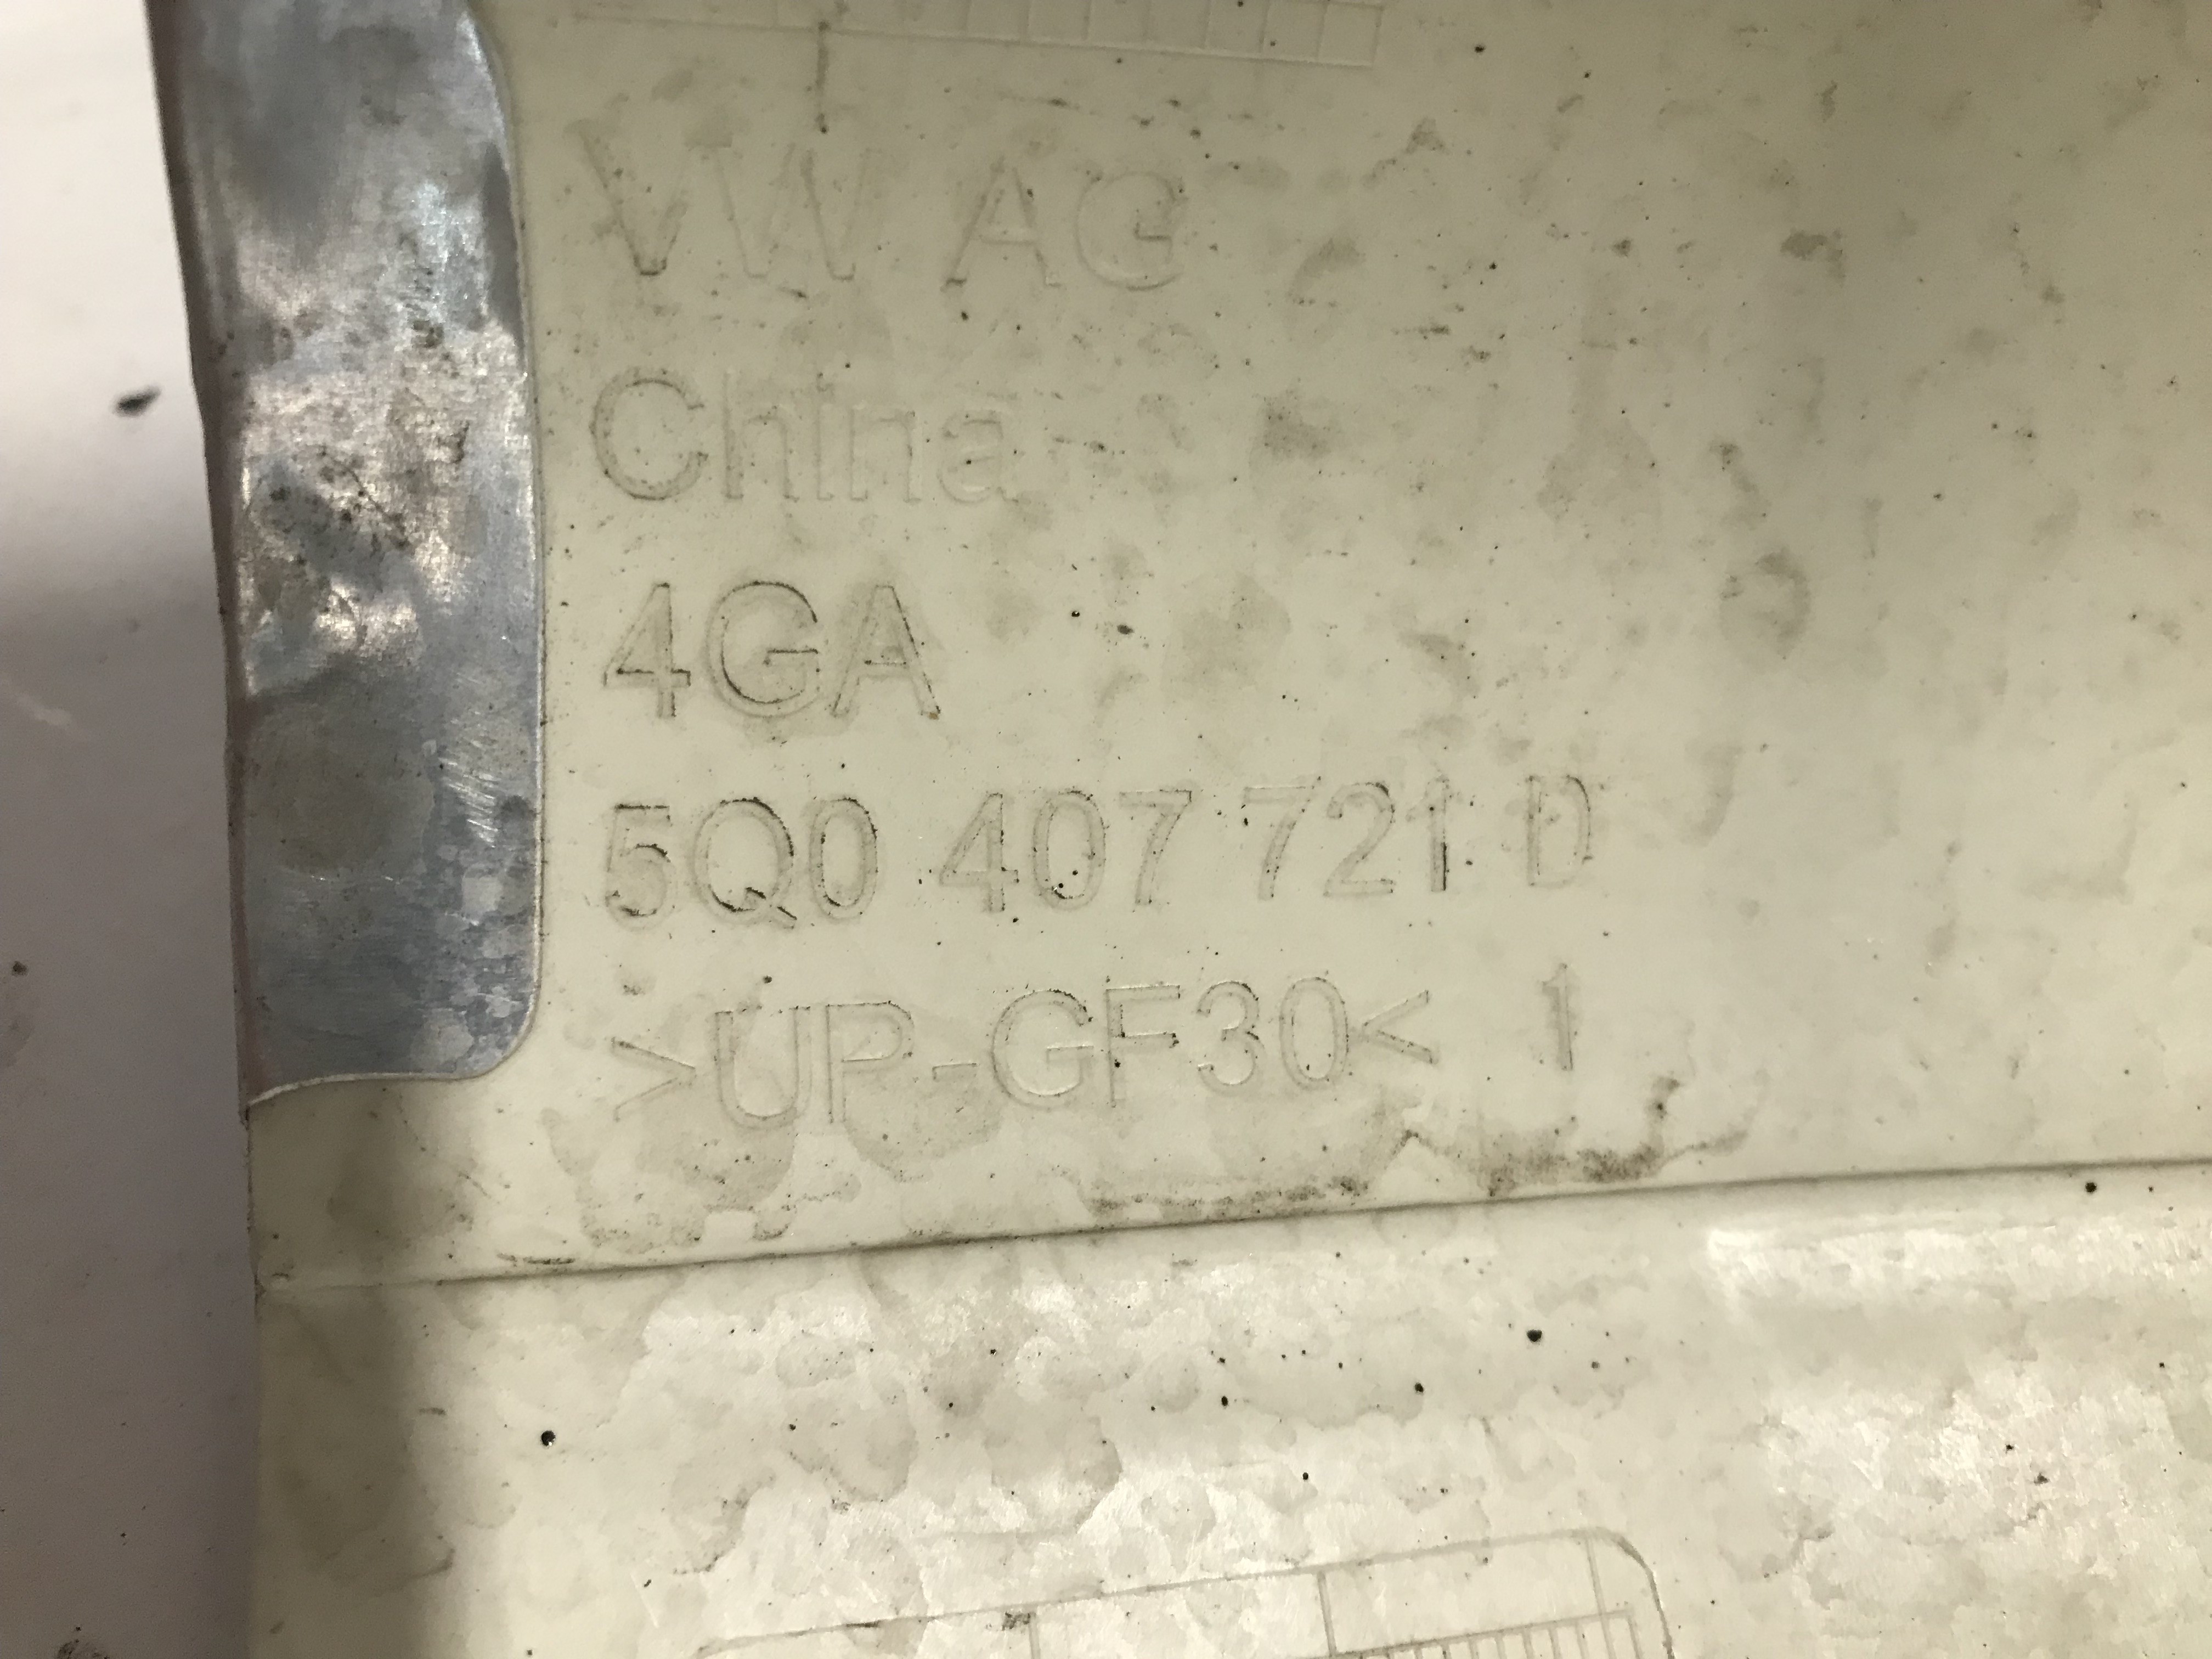 VW AG
China
4GA
5Q0 407 721 D
>UP-GF30< 1